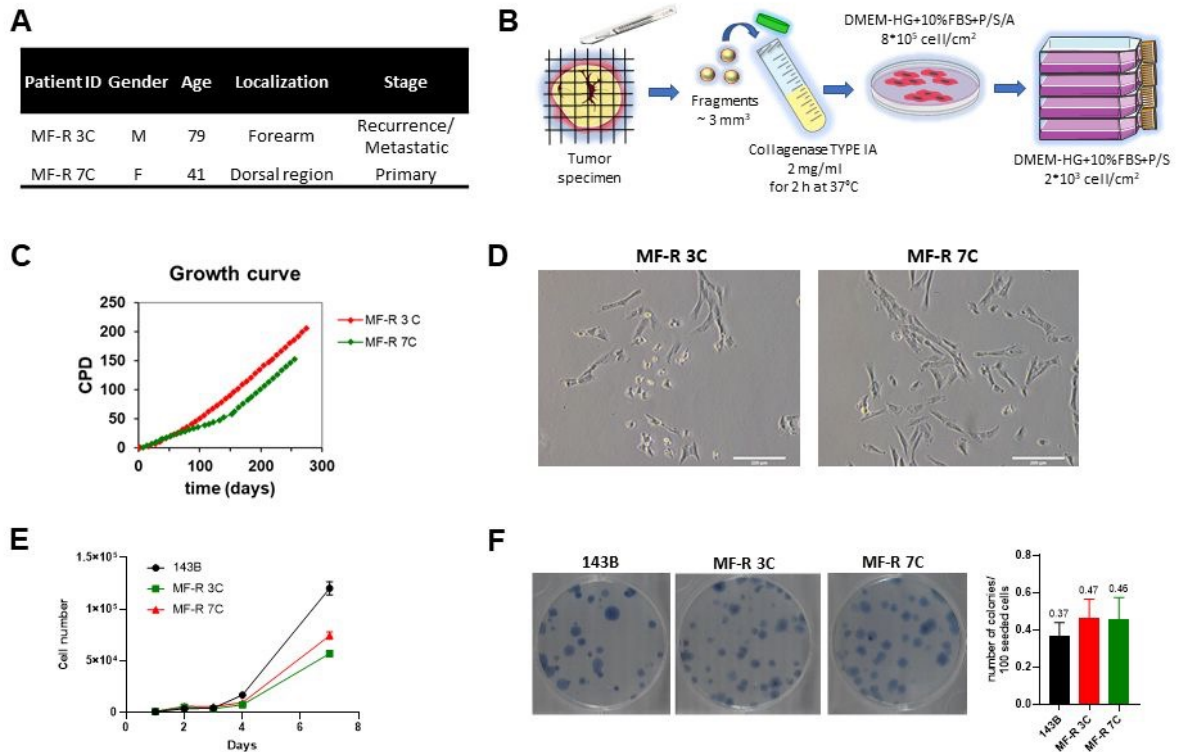 A
Patient ID Gender Age Localization Stage
MF-R 3C M 79 Forearm Recurrence/
Metastatic
MF-R 7C F 41 Dorsal region Primary
B
Tumor
specimen
Fragments
~ 3 mm³
Collagenase TYPE IA
2 mg/ml
for 2 h at 37°C
DMEM-HG+10%FBS+P/S/A
8*10⁵ cell/cm²
DMEM-HG+10%FBS+P/S
2*10³ cell/cm²
C
Growth curve
CPD
250
200
150
100
50
0
0 100 200 300
time (days)
MF-R 3 C
MF-R 7C
D
MF-R 3C
MF-R 7C
E
Cell number
1.5×10⁵
1×10⁵
5×10⁴
0
0 2 4 6 8
Days
143B
MF-R 3C
MF-R 7C
F
143B
MF-R 3C
MF-R 7C
number of colonies/
100 seeded cells
0.8
0.6
0.4
0.2
0.0
0.37
0.47
0.46
143B
MF-R 3C
MF-R 7C